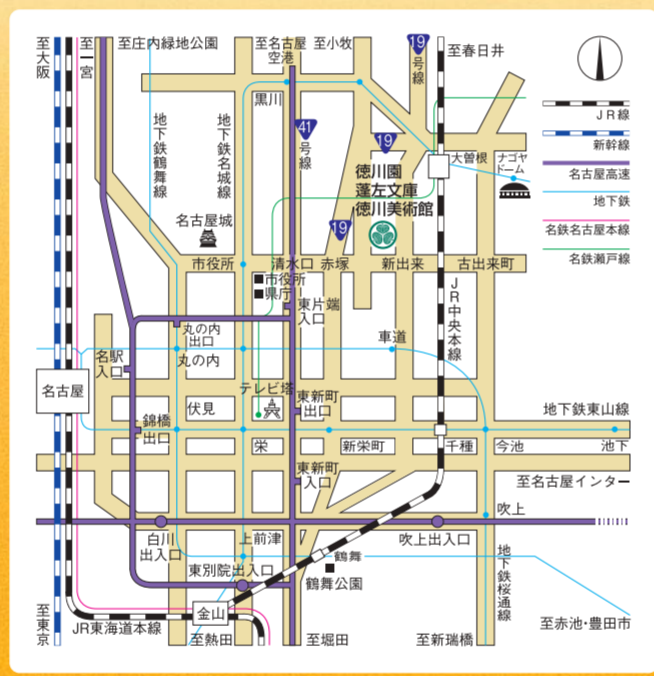 至大阪
至一宮
至庄内緑地公園
至名古屋
空港
至小牧
19
号線
至春日井
黒川
地下鉄鶴舞線
地下鉄名城線
41
号線
19
大曽根
ナゴヤ
ドーム
徳川園
蓬左文庫
徳川美術館
名古屋城
19
市役所
清水口
赤塚
新出来
古出来町
市役所
県庁
東片端
入口
JR中央本線
丸の内
出口
丸の内
車道
名駅
入口
名古屋
テレビ塔
伏見
東新町
出口
地下鉄東山線
錦橋
出口
栄
新栄町
千種
今池
池下
東新町
入口
至名古屋インター
吹上
白川
出入口
上前津
吹上出入口
鶴舞
東別院出入口
鶴舞公園
地下鉄桜通線
金山
至東京
JR東海道本線
至熱田
至堀田
至新瑞橋
至赤池・豊田市
JR線
新幹線
名古屋高速
地下鉄
名鉄名古屋本線
名鉄瀬戸線